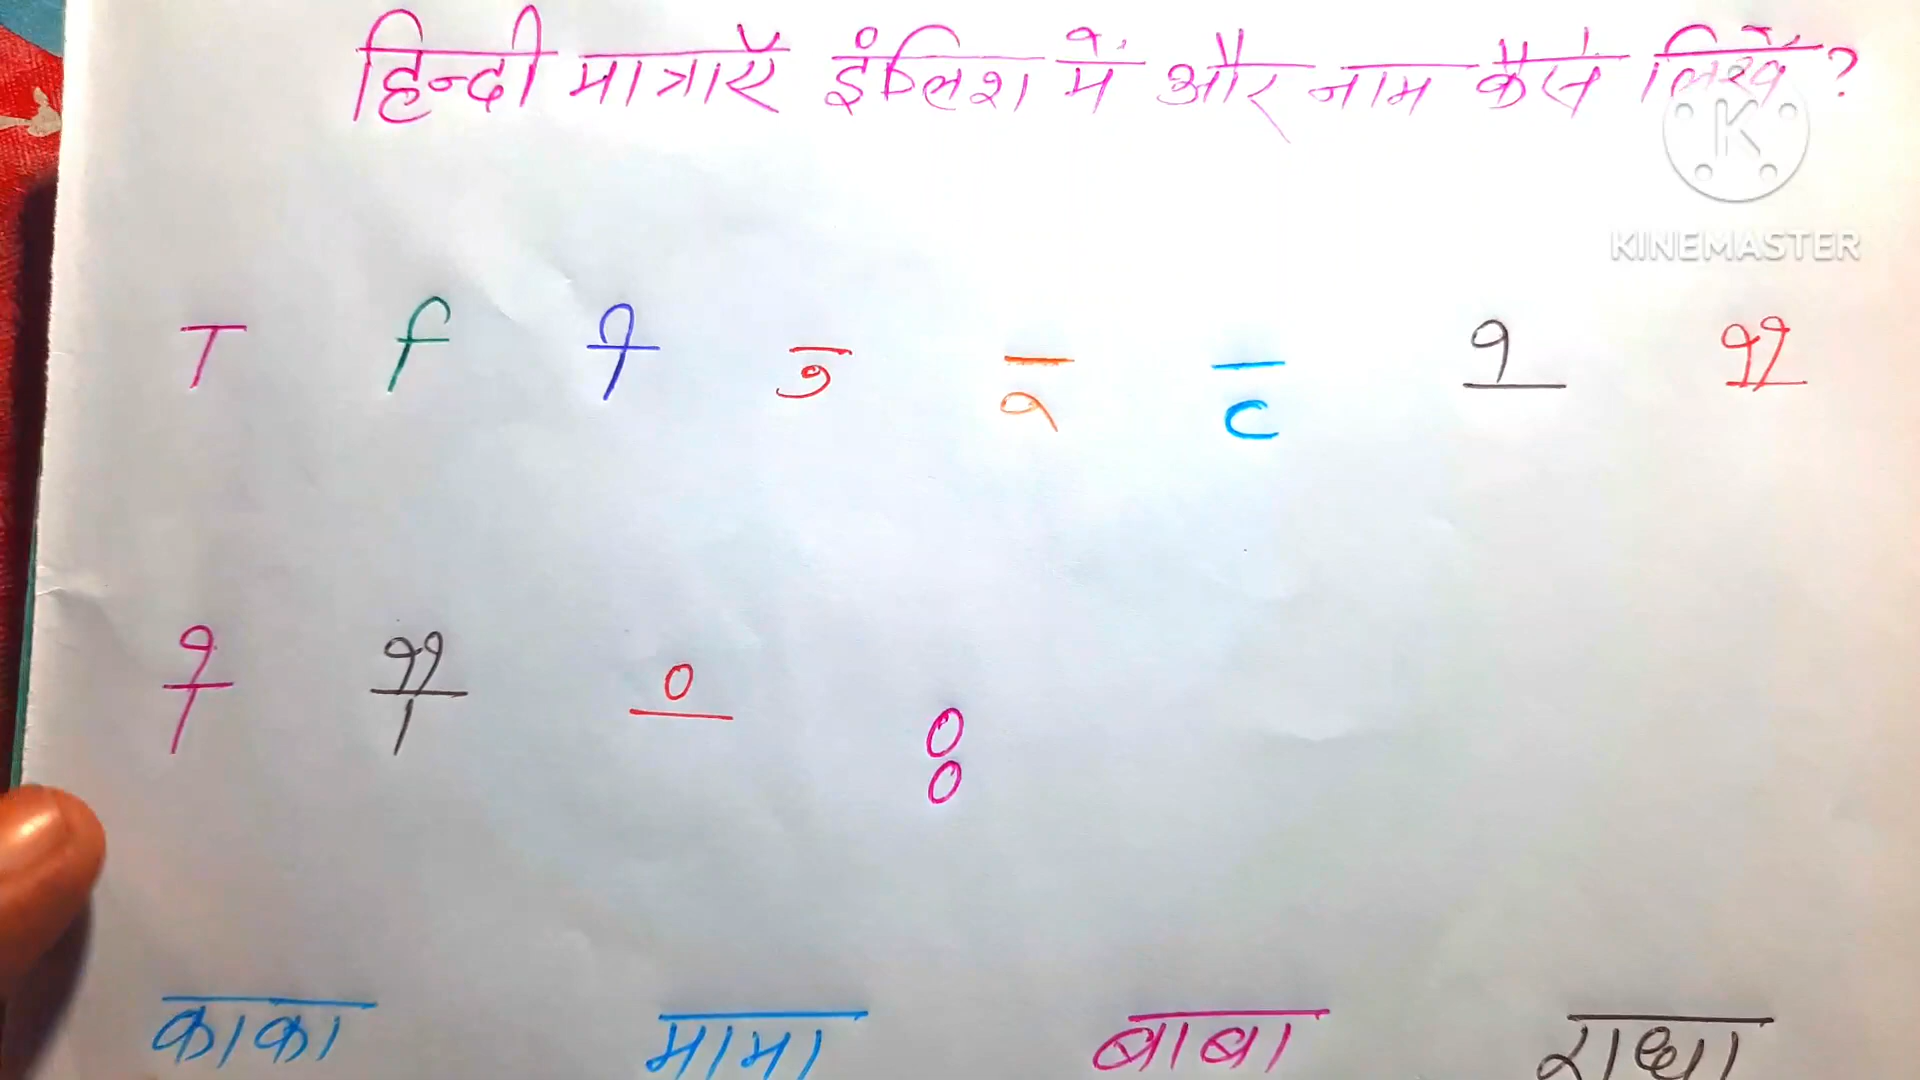 हिन्दी मात्राएँ इंग्लिश में और नाम कैसे लिखें ?
K
KINEMASTER
ा ि ी ु ू ृ े ै
ो ौ ं ः
काका मामा बाबा राधा